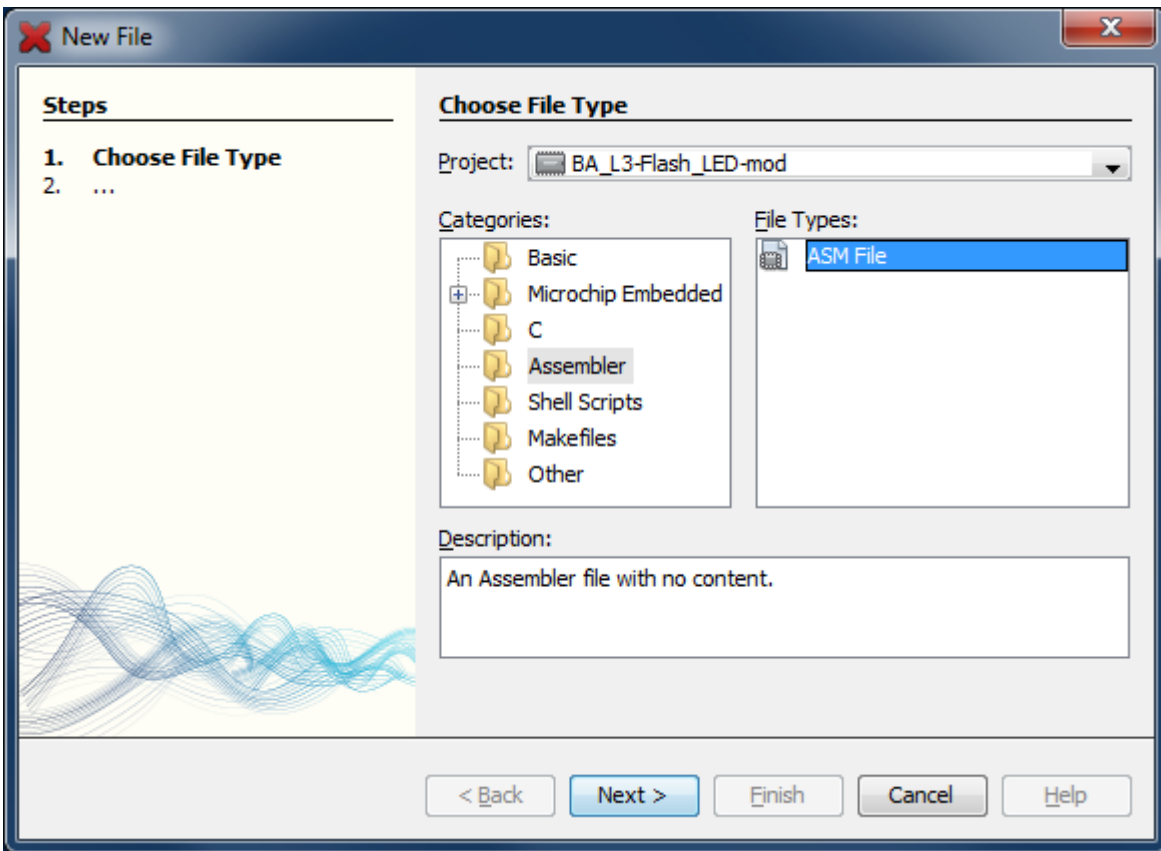 New File
Steps
1. Choose File Type
2. ...
Choose File Type
Project: BA_L3-Flash_LED-mod
Categories:
Basic
Microchip Embedded
C
Assembler
Shell Scripts
Makefiles
Other
File Types:
ASM File
Description:
An Assembler file with no content.
< Back Next > Finish Cancel Help